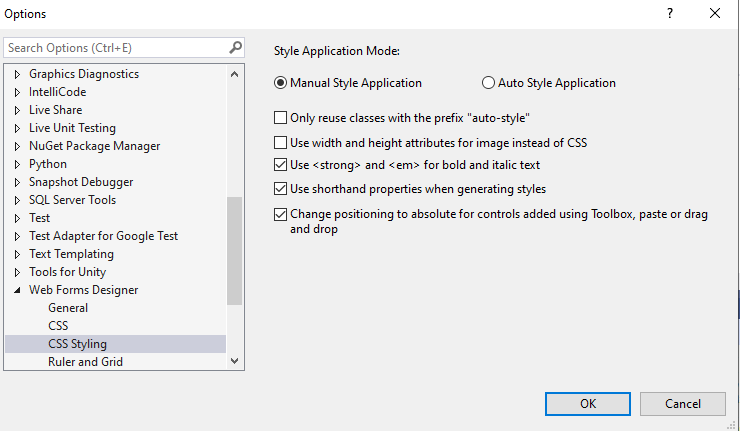 Options
?
Search Options (Ctrl+E)
Graphics Diagnostics
IntelliCode
Live Share
Live Unit Testing
NuGet Package Manager
Python
Snapshot Debugger
SQL Server Tools
Test
Test Adapter for Google Test
Text Templating
Tools for Unity
Web Forms Designer
General
CSS
CSS Styling
Ruler and Grid
Style Application Mode:
Manual Style Application
Auto Style Application
Only reuse classes with the prefix "auto-style"
Use width and height attributes for image instead of CSS
Use <strong> and <em> for bold and italic text
Use shorthand properties when generating styles
Change positioning to absolute for controls added using Toolbox, paste or drag
and drop
OK
Cancel